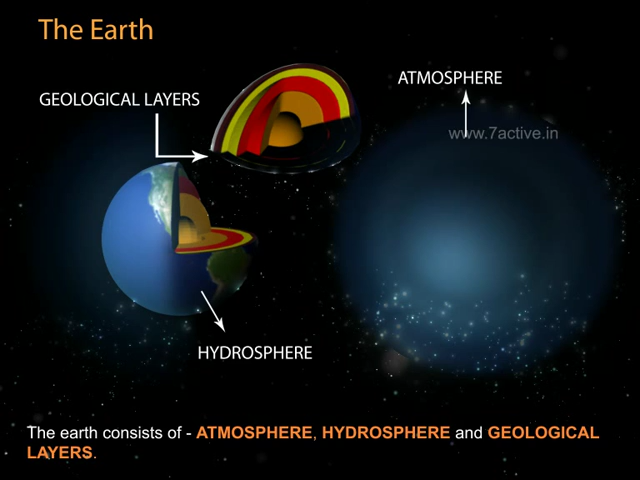 The Earth
ATMOSPHERE
GEOLOGICAL LAYERS
www.7active.in
HYDROSPHERE
The earth consists of - ATMOSPHERE, HYDROSPHERE and GEOLOGICAL
LAYERS.